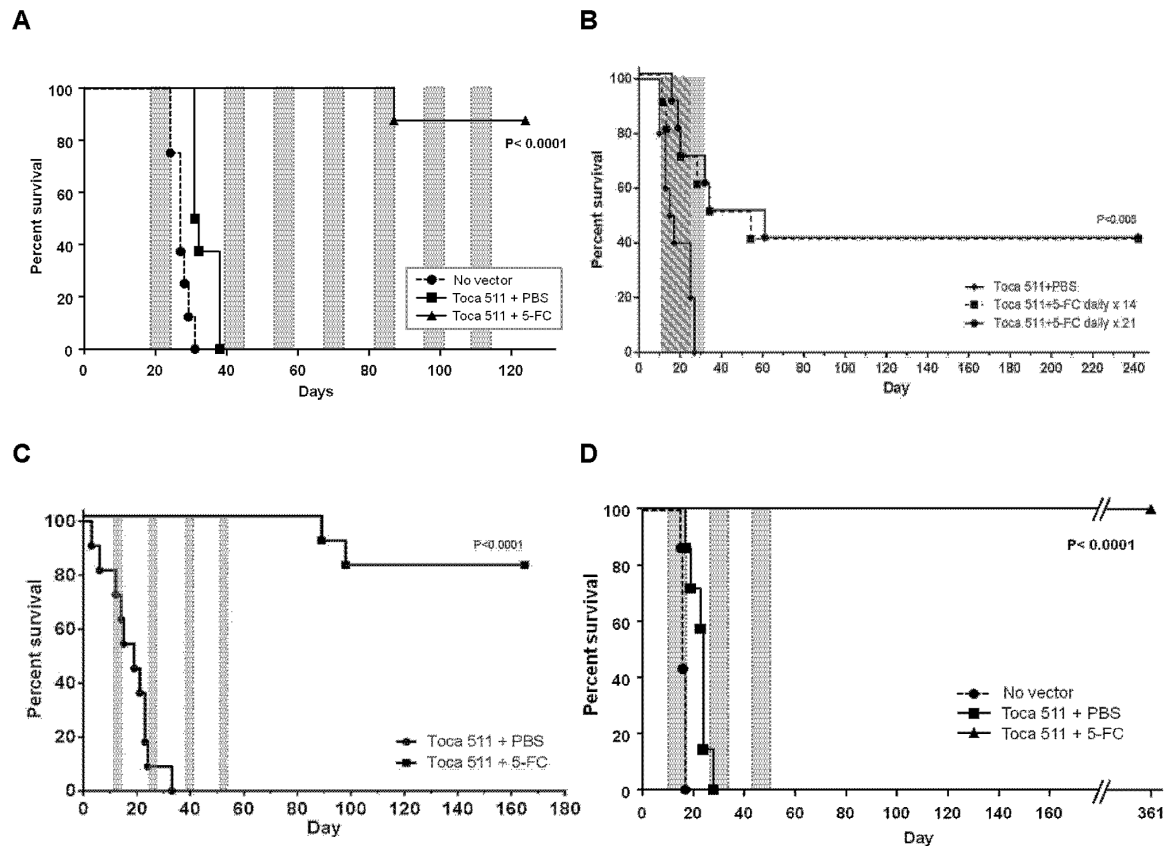 A
Percent survival
100
80
60
40
20
0
0 20 40 60 80 100 120
Days
P< 0.0001
No vector
Toca 511 + PBS
Toca 511 + 5-FC
B
Percent survival
100
80
60
40
20
0
0 20 40 60 80 100 120 140 160 180 200 220 240
Day
P<0.008
Toca 511+PBS
Toca 511+5-FC daily x 14
Toca 511+5-FC daily x 21
C
Percent survival
100
80
60
40
20
0
0 20 40 60 80 100 120 140 160 180
Day
P<0.0001
Toca 511 + PBS
Toca 511 + 5-FC
D
Percent survival
100
80
60
40
20
0
0 20 40 60 80 100 120 140 160 361
Day
P< 0.0001
No vector
Toca 511 + PBS
Toca 511 + 5-FC